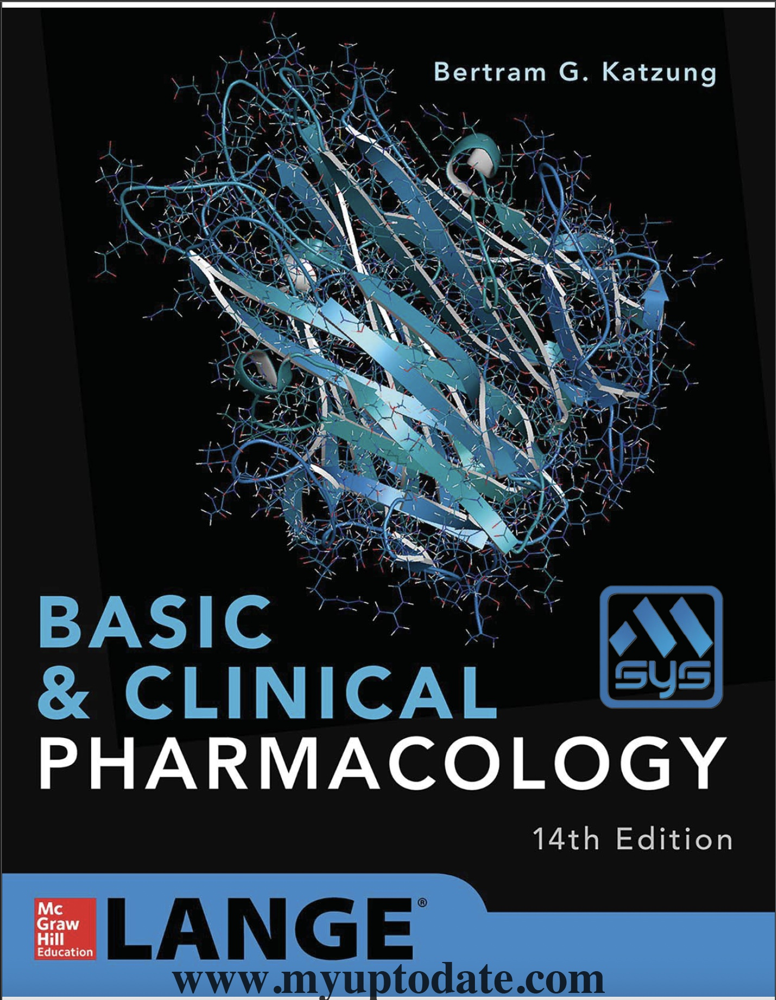 Bertram G. Katzung
BASIC
& CLINICAL
PHARMACOLOGY
sys
14th Edition
Mc
Graw
Hill
Education
LANGE®
www.myuptodate.com